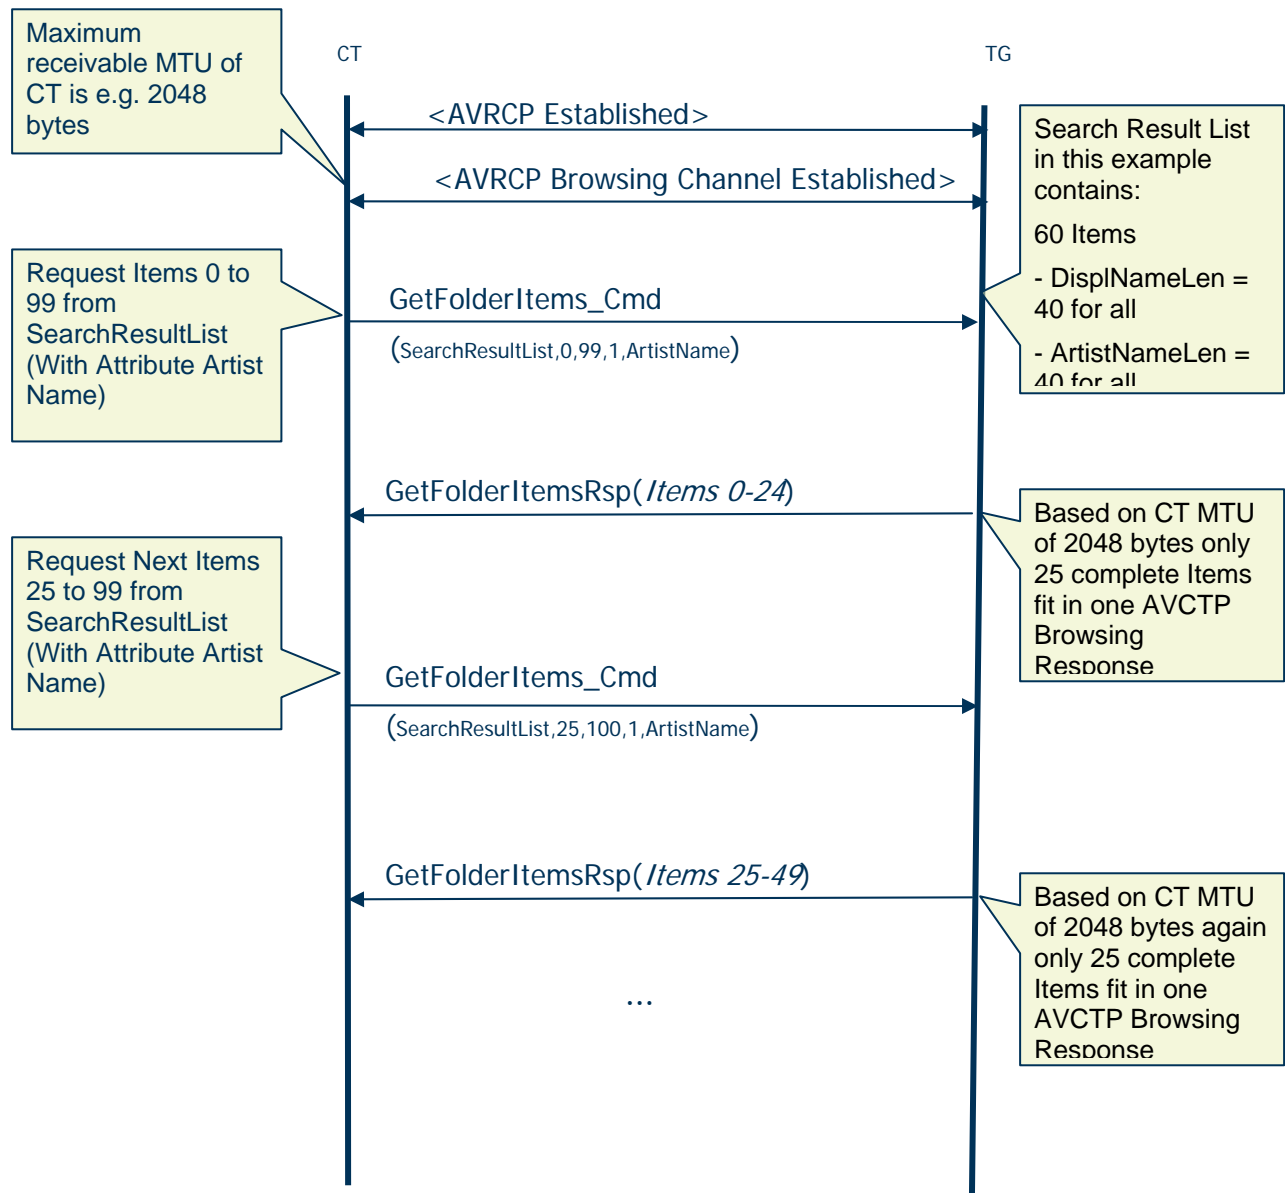 Maximum
receivable MTU of
CT is e.g. 2048
bytes
CT
TG
<AVRCP Established>
<AVRCP Browsing Channel Established>
Search Result List
in this example
contains:
60 Items
- DisplNameLen =
40 for all
- ArtistNameLen =
40 for all
Request Items 0 to
99 from
SearchResultList
(With Attribute Artist
Name)
GetFolderItems_Cmd
(SearchResultList,0,99,1,ArtistName)
GetFolderItemsRsp(Items 0-24)
Based on CT MTU
of 2048 bytes only
25 complete Items
fit in one AVCTP
Browsing
Response
Request Next Items
25 to 99 from
SearchResultList
(With Attribute Artist
Name)
GetFolderItems_Cmd
(SearchResultList,25,100,1,ArtistName)
GetFolderItemsRsp(Items 25-49)
Based on CT MTU
of 2048 bytes again
only 25 complete
Items fit in one
AVCTP Browsing
Response
...